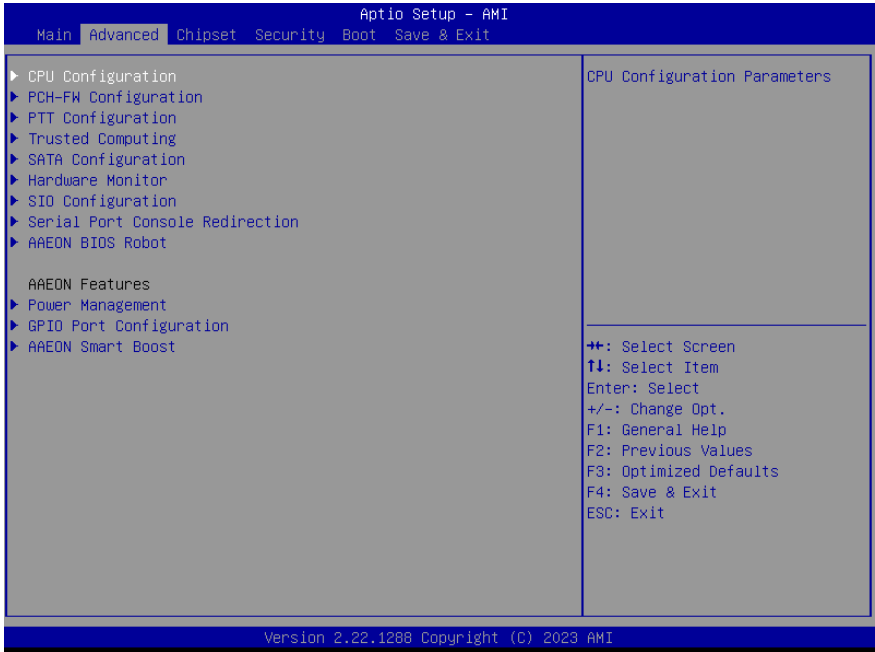 Aptio Setup – AMI
Main Advanced Chipset Security Boot Save & Exit
CPU Configuration
PCH-FW Configuration
PTT Configuration
Trusted Computing
SATA Configuration
Hardware Monitor
SIO Configuration
Serial Port Console Redirection
AAEON BIOS Robot
AAEON Features
Power Management
GPIO Port Configuration
AAEON Smart Boost
CPU Configuration Parameters
→←: Select Screen
↑↓: Select Item
Enter: Select
+/-: Change Opt.
F1: General Help
F2: Previous Values
F3: Optimized Defaults
F4: Save & Exit
ESC: Exit
Version 2.22.1288 Copyright (C) 2023 AMI